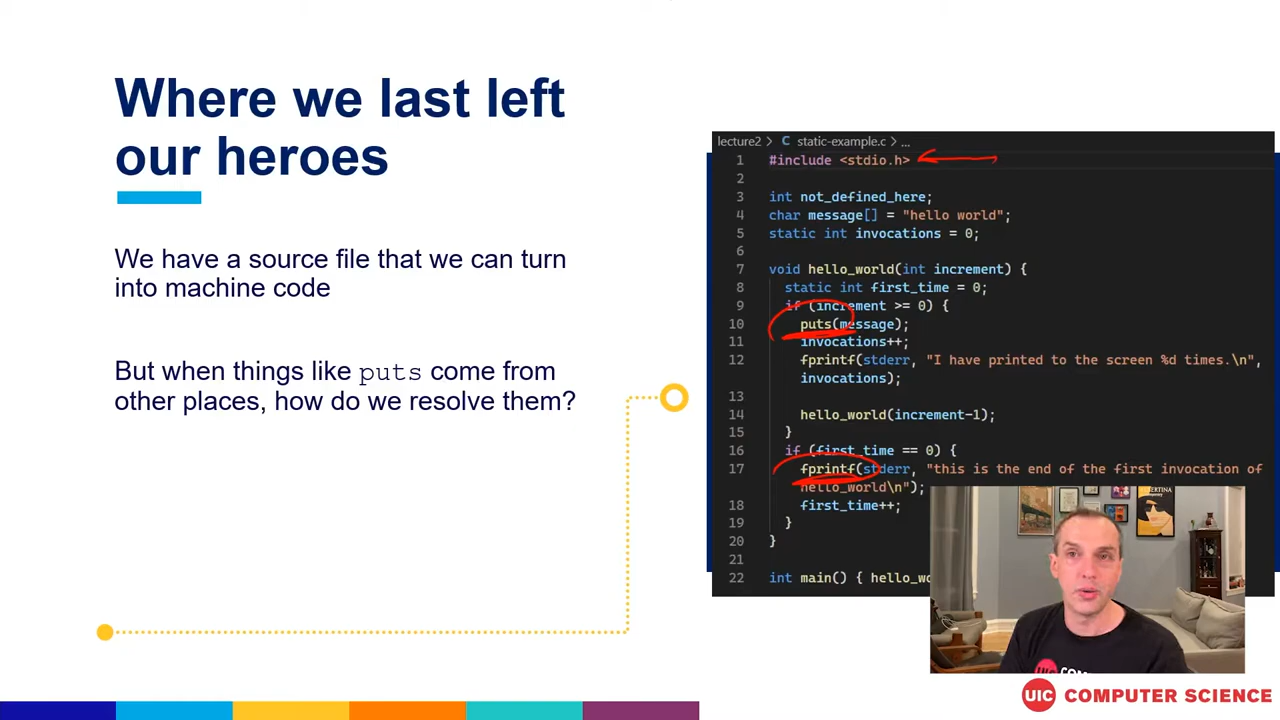 Where we last left
our heroes
We have a source file that we can turn
into machine code
But when things like puts come from
other places, how do we resolve them?
lecture2 > C static-example.c > ...
1 #include <stdio.h>
2
3 int not_defined_here;
4 char message[] = "hello world";
5 static int invocations = 0;
6
7 void hello_world(int increment) {
8 static int first_time = 0;
9 if (increment >= 0) {
10 puts(message);
11 invocations++;
12 fprintf(stderr, "I have printed to the screen %d times.\n",
invocations);
13
14 hello_world(increment-1);
15 }
16 if (first_time == 0) {
17 fprintf(stderr, "this is the end of the first invocation of
hello_world\n");
18 first_time++;
19 }
20 }
21
22 int main() { hello_wo
UIC COMPUTER SCIENCE